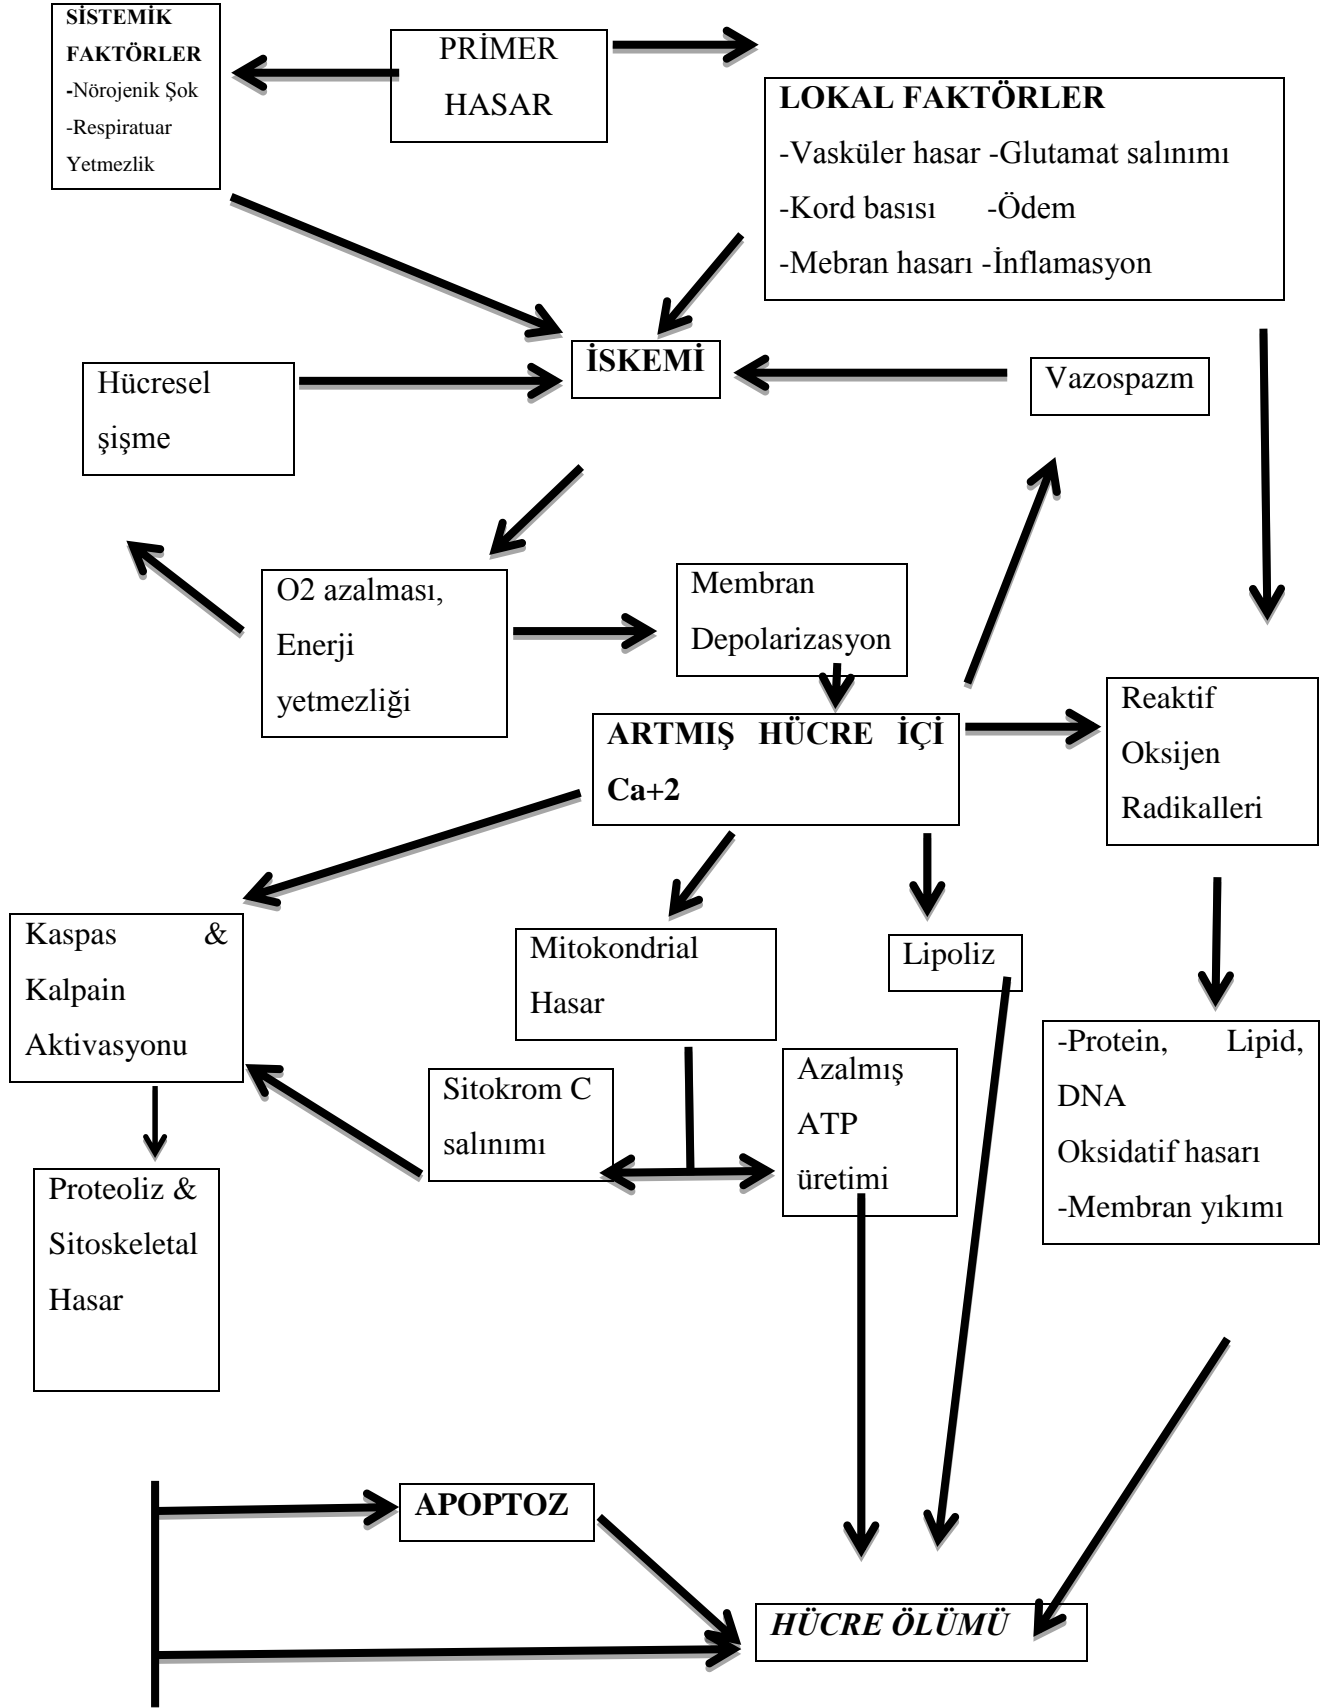 SİSTEMİK
FAKTÖRLER
-Nörojenik Şok
-Respiratuar
Yetmezlik
PRİMER
HASAR
LOKAL FAKTÖRLER
-Vasküler hasar -Glutamat salınımı
-Kord basısı -Ödem
-Mebran hasarı -İnflamasyon
İSKEMİ
Hücresel
şişme
Vazospazm
O2 azalması,
Enerji
yetmezliği
Membran
Depolarizasyon
ARTMIŞ HÜCRE İÇİ
Ca+2
Reaktif
Oksijen
Radikalleri
Kaspas &
Kalpain
Aktivasyonu
Mitokondrial
Hasar
Lipoliz
Sitokrom C
salınımı
Azalmış
ATP
üretimi
-Protein, Lipid,
DNA
Oksidatif hasarı
-Membran yıkımı
Proteoliz &
Sitoskeletal
Hasar
APOPTOZ
HÜCRE ÖLÜMÜ